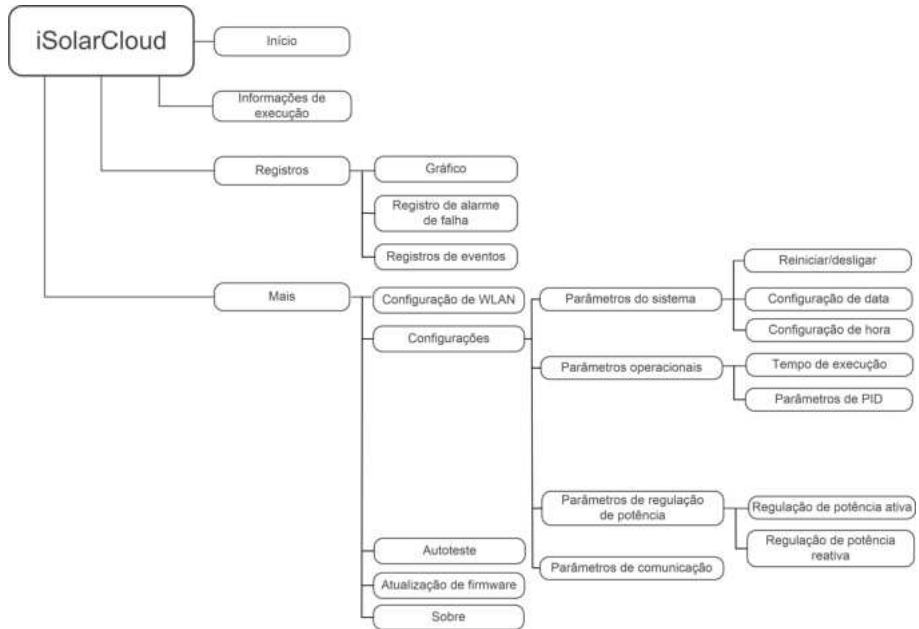 iSolarCloud
Início
Informações de
execução
Registros
Gráfico
Registro de alarme
de falha
Registros de eventos
Mais
Configuração de WLAN
Configurações
Parâmetros do sistema
Reiniciar/desligar
Configuração de data
Configuração de hora
Parâmetros operacionais
Tempo de execução
Parâmetros de PID
Parâmetros de regulação
de potência
Regulação de potência ativa
Regulação de potência
reativa
Parâmetros de comunicação
Autoteste
Atualização de firmware
Sobre